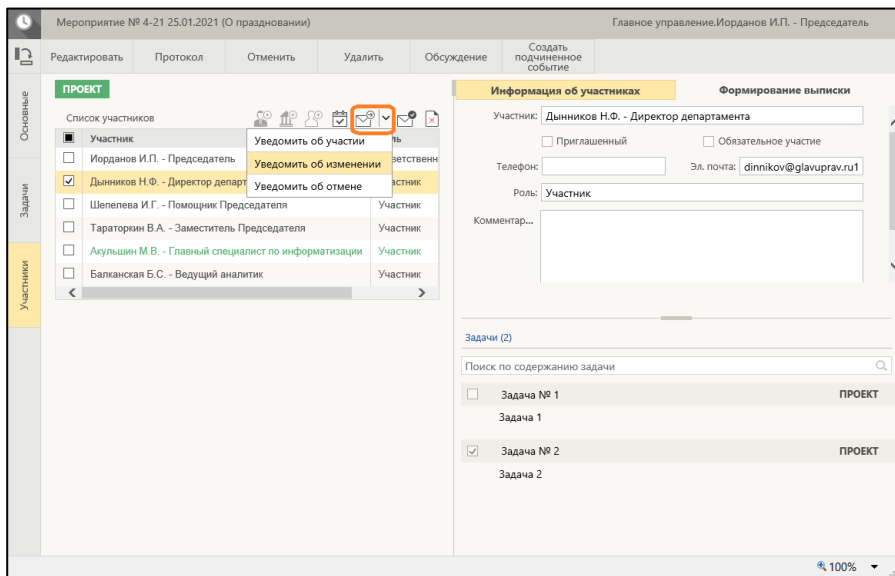 Мероприятие № 4-21 25.01.2021 (О праздновании)
Главное управление.Иорданов И.П. - Председатель
Редактировать
Протокол
Отменить
Удалить
Обсуждение
Создать
подчиненное
событие
Основные
Задачи
Участники
ПРОЕКТ
Список участников
Участник
ль
Уведомить об участии
Уведомить об изменении
Уведомить об отмене
Иорданов И.П. - Председатель
ветственн
Дынников Н.Ф. - Директор департ
астник
Шепелева И.Г. - Помощник Председателя
Участник
Тараторкин В.А. - Заместитель Председателя
Участник
Акульшин М.В. - Главный специалист по информатизации
Участник
Балканская Б.С. - Ведущий аналитик
Участник
Информация об участниках
Формирование выписки
Участник: Дынников Н.Ф. - Директор департамента
Приглашенный
Обязательное участие
Телефон:
Эл. почта: dinnikov@glavuprav.ru1
Роль: Участник
Комментар...
Задачи (2)
Поиск по содержанию задачи
Задача № 1
ПРОЕКТ
Задача 1
Задача № 2
ПРОЕКТ
Задача 2
100%